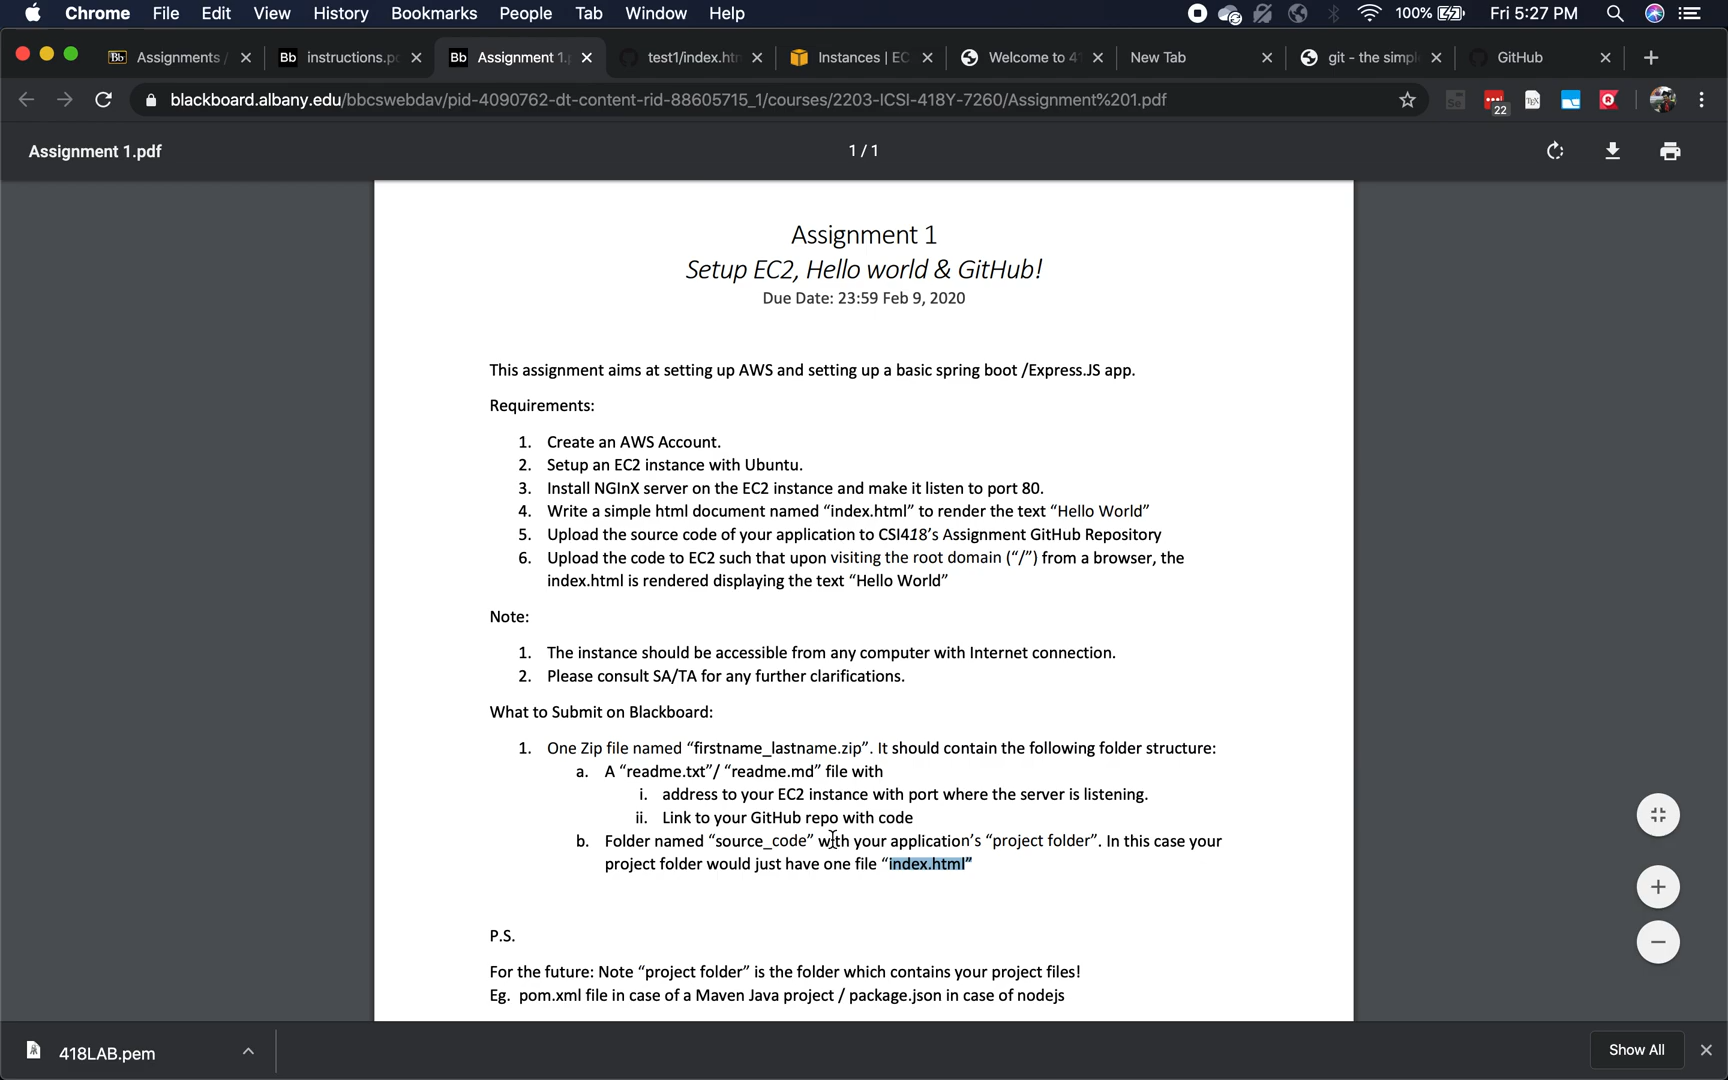 Chrome File Edit View History Bookmarks People Tab Window Help 100% Fri 5:27 PM
Bb Assignments / Bb instructions.p Bb Assignment 1. test1/index.htm Instances | EC Welcome to 41 New Tab git - the simpl GitHub
blackboard.albany.edu/bbcswebdav/pid-4090762-dt-content-rid-88605715_1/courses/2203-ICSI-418Y-7260/Assignment%201.pdf Se 22 TEX R
Assignment 1.pdf 1 / 1
Assignment 1
Setup EC2, Hello world & GitHub!
Due Date: 23:59 Feb 9, 2020
This assignment aims at setting up AWS and setting up a basic spring boot /Express.JS app.
Requirements:
1. Create an AWS Account.
2. Setup an EC2 instance with Ubuntu.
3. Install NGInX server on the EC2 instance and make it listen to port 80.
4. Write a simple html document named “index.html” to render the text “Hello World”
5. Upload the source code of your application to CSI418’s Assignment GitHub Repository
6. Upload the code to EC2 such that upon visiting the root domain (“/”) from a browser, the
index.html is rendered displaying the text “Hello World”
Note:
1. The instance should be accessible from any computer with Internet connection.
2. Please consult SA/TA for any further clarifications.
What to Submit on Blackboard:
1. One Zip file named “firstname_lastname.zip”. It should contain the following folder structure:
a. A “readme.txt”/ “readme.md” file with
i. address to your EC2 instance with port where the server is listening.
ii. Link to your GitHub repo with code
b. Folder named “source_code” with your application’s “project folder”. In this case your
project folder would just have one file “index.html”
P.S.
For the future: Note “project folder” is the folder which contains your project files!
Eg. pom.xml file in case of a Maven Java project / package.json in case of nodejs
418LAB.pem Show All